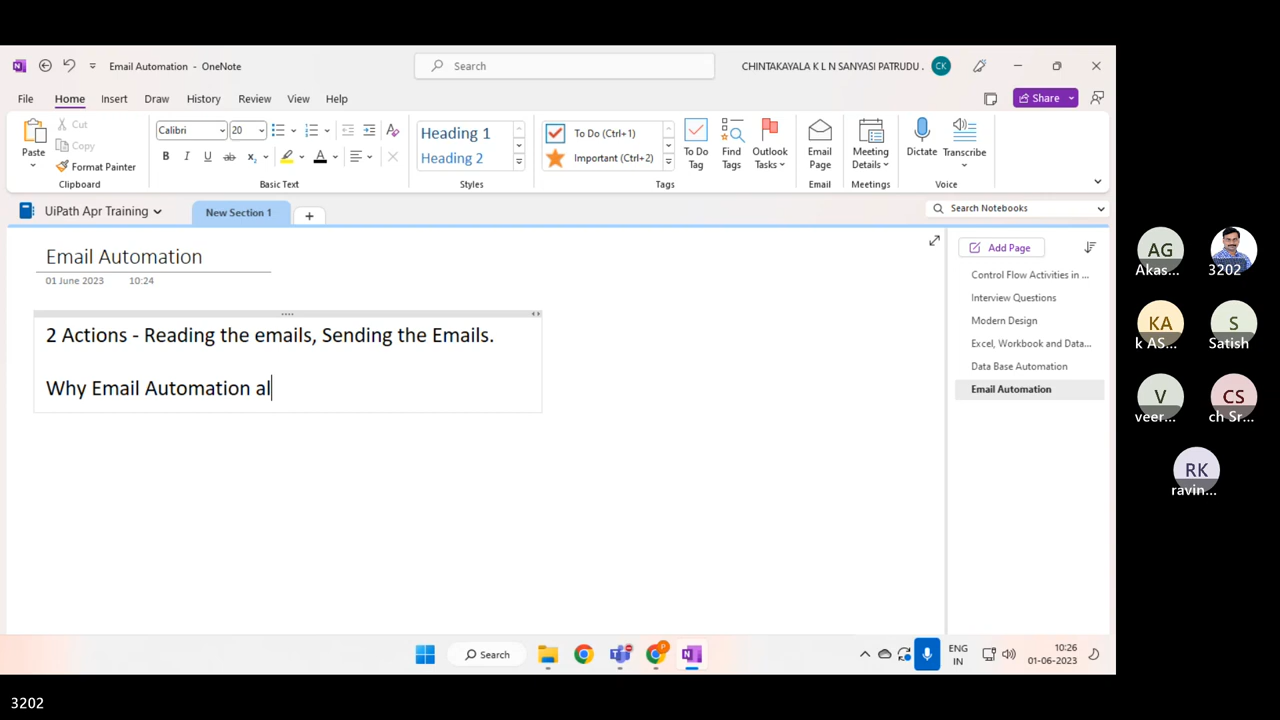 Email Automation - OneNote
Search
CHINTAKAYALA K L N SANYASI PATRUDU .
CK
File
Home
Insert
Draw
History
Review
View
Help
Share
Paste
Cut
Copy
Format Painter
Clipboard
Calibri
20
B I U ab x
Basic Text
Heading 1
Heading 2
Styles
To Do (Ctrl+1)
Important (Ctrl+2)
To Do
Tag
Find
Tags
Outlook
Tasks
Tags
Email
Page
Email
Meeting
Details
Meetings
Dictate
Transcribe
Voice
UiPath Apr Training
New Section 1
Search Notebooks
Email Automation
01 June 2023 10:24
2 Actions - Reading the emails, Sending the Emails.
Why Email Automation al
Add Page
Control Flow Activities in ...
Interview Questions
Modern Design
Excel, Workbook and Data...
Data Base Automation
Email Automation
AG
Akas...
3202
KA
k AS...
S
Satish
V
veer...
CS
ch Sr...
RK
ravin...
Search
ENG
IN
10:26
01-06-2023
3202